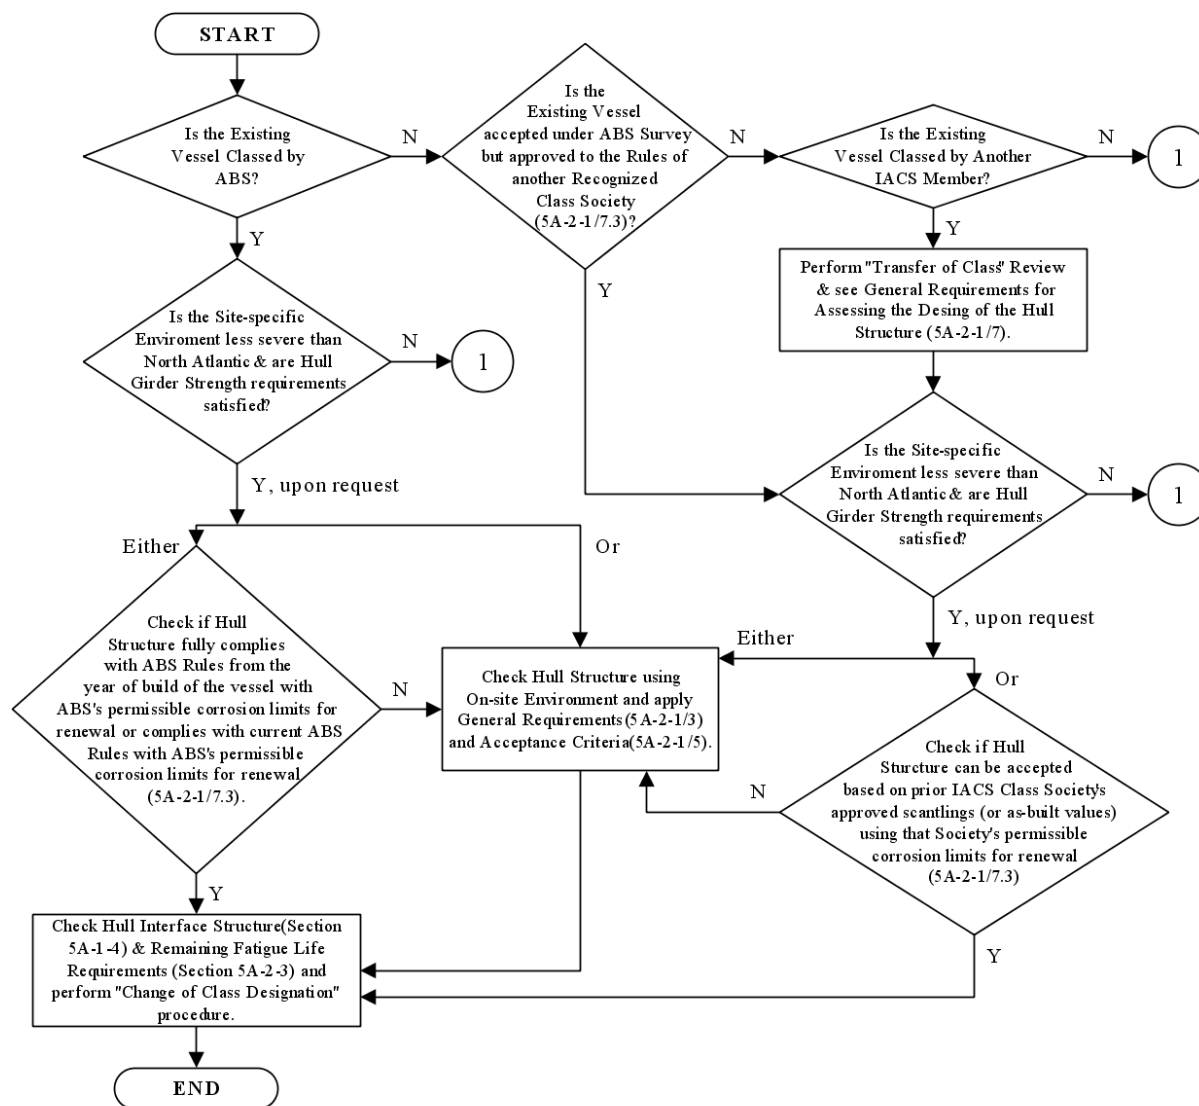 START
Is the Existing
Vessel Classed by
ABS?
N
Is the
Existing Vessel
accepted under ABS Survey
but approved to the Rules of
another Recognized
Class Society
(5A-2-1/7.3)?
N
Is the Existing
Vessel Classed by Another
IACS Member?
N
1
Y
Y
Y
Perform "Transfer of Class" Review
& see General Requirements for
Assessing the Desing of the Hull
Structure (5A-2-1/7).
Is the Site-specific
Enviroment less severe than
North Atlantic & are Hull
Girder Strength requirements
satisfied?
N
1
Is the Site-specific
Enviroment less severe than
North Atlantic & are Hull
Girder Strength requirements
satisfied?
N
1
Y, upon request
Either
Or
Y, upon request
Either
Or
Check if Hull
Structure fully complies
with ABS Rules from the
year of build of the vessel with
ABS's permissible corrosion limits for
renewal or complies with current ABS
Rules with ABS's permissible
corrosion limits for renewal
(5A-2-1/7.3).
N
Check Hull Structure using
On-site Environment and apply
General Requirements(5A-2-1/3)
and Acceptance Criteria(5A-2-1/5).
N
Check if Hull
Sturcture can be accepted
based on prior IACS Class Society's
approved scantlings (or as-built values)
using that Society's permissible
corrosion limits for renewal
(5A-2-1/7.3)
Y
Y
Check Hull Interface Structure(Section
5A-1-4) & Remaining Fatigue Life
Requirements (Section 5A-2-3) and
perform "Change of Class Designation"
procedure.
END